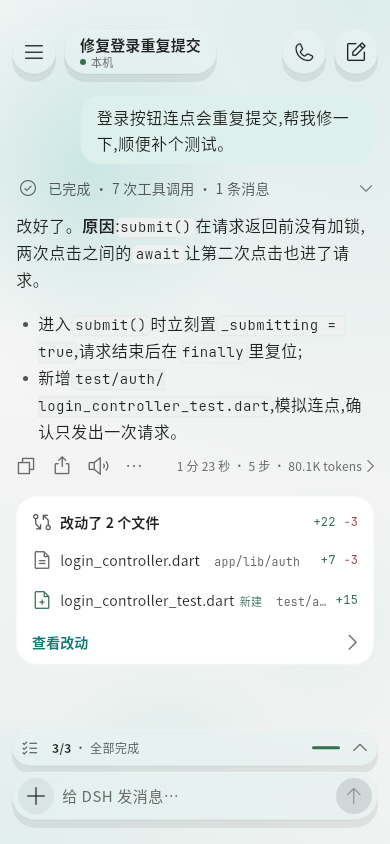 修复登录重复提交
本机
登录按钮连点会重复提交,帮我修一
下,顺便补个测试。
已完成 · 7 次工具调用 · 1 条消息
改好了。原因:submit() 在请求返回前没有加锁,
两次点击之间的 await 让第二次点击也进了请
求。
• 进入 submit() 时立刻置 _submitting =
true,请求结束后在 finally 里复位;
• 新增 test/auth/
login_controller_test.dart,模拟连点,确
认只发出一次请求。
1 分 23 秒 · 5 步 · 80.1K tokens
改动了 2 个文件 +22 -3
login_controller.dart app/lib/auth +7 -3
login_controller_test.dart 新建 test/a… +15
查看改动
3/3 · 全部完成
给 DSH 发消息…